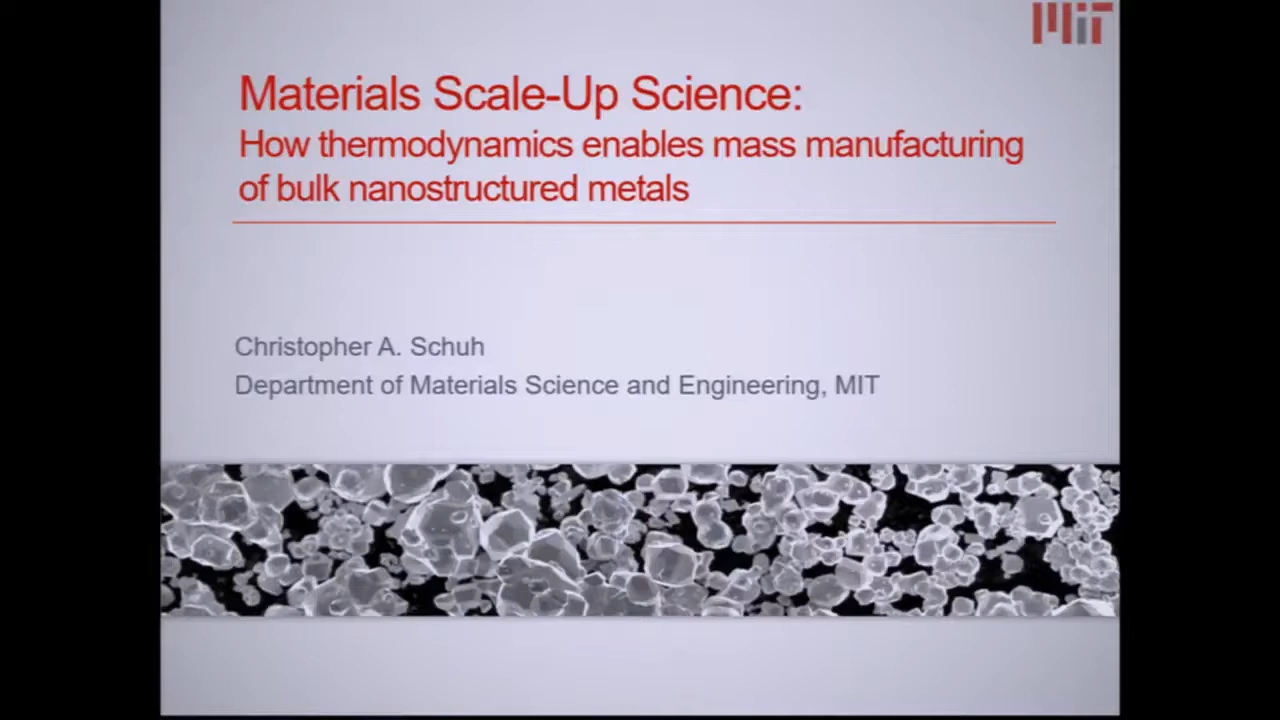 MIT
Materials Scale-Up Science:
How thermodynamics enables mass manufacturing
of bulk nanostructured metals
Christopher A. Schuh
Department of Materials Science and Engineering, MIT